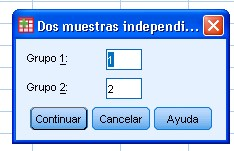 Dos muestras independi...
Grupo 1: 1
Grupo 2: 2
Continuar Cancelar Ayuda